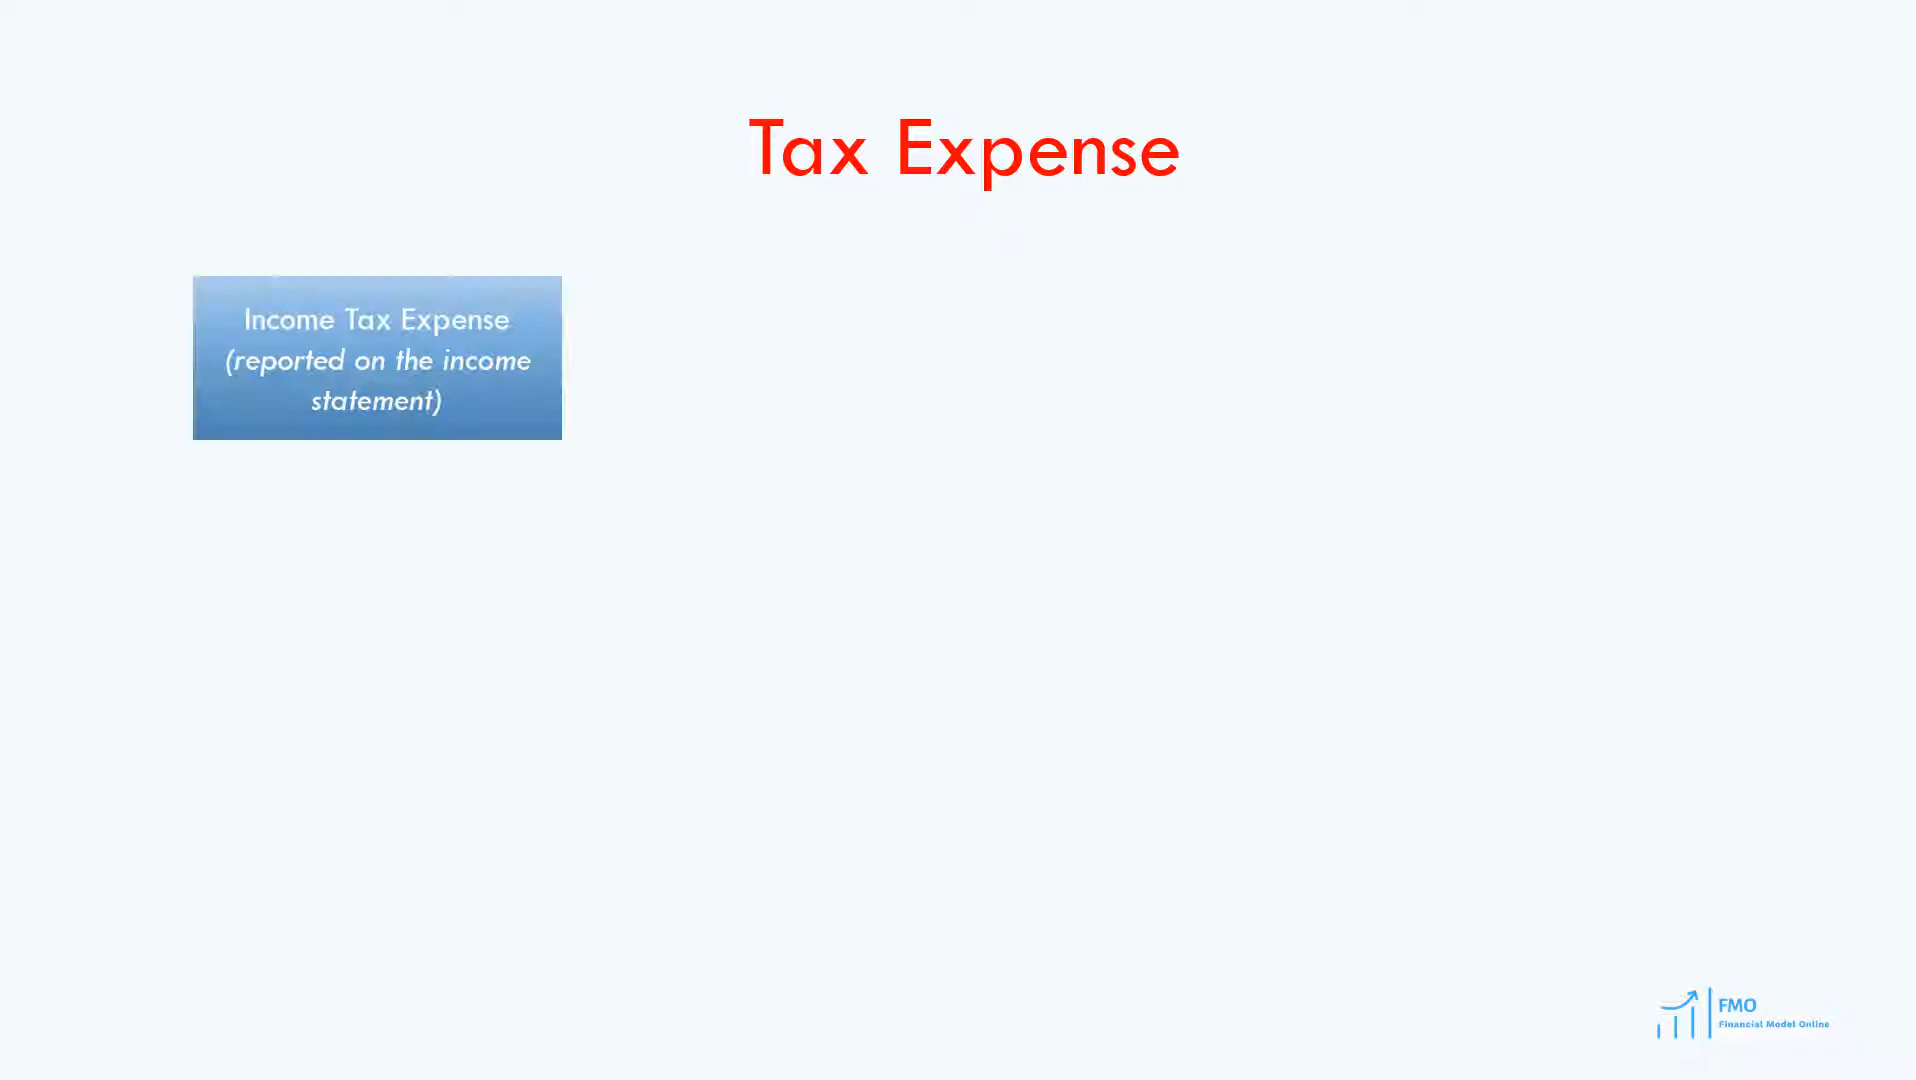 Tax Expense
Income Tax Expense
(reported on the income
statement)
FMO
Financial Model Online